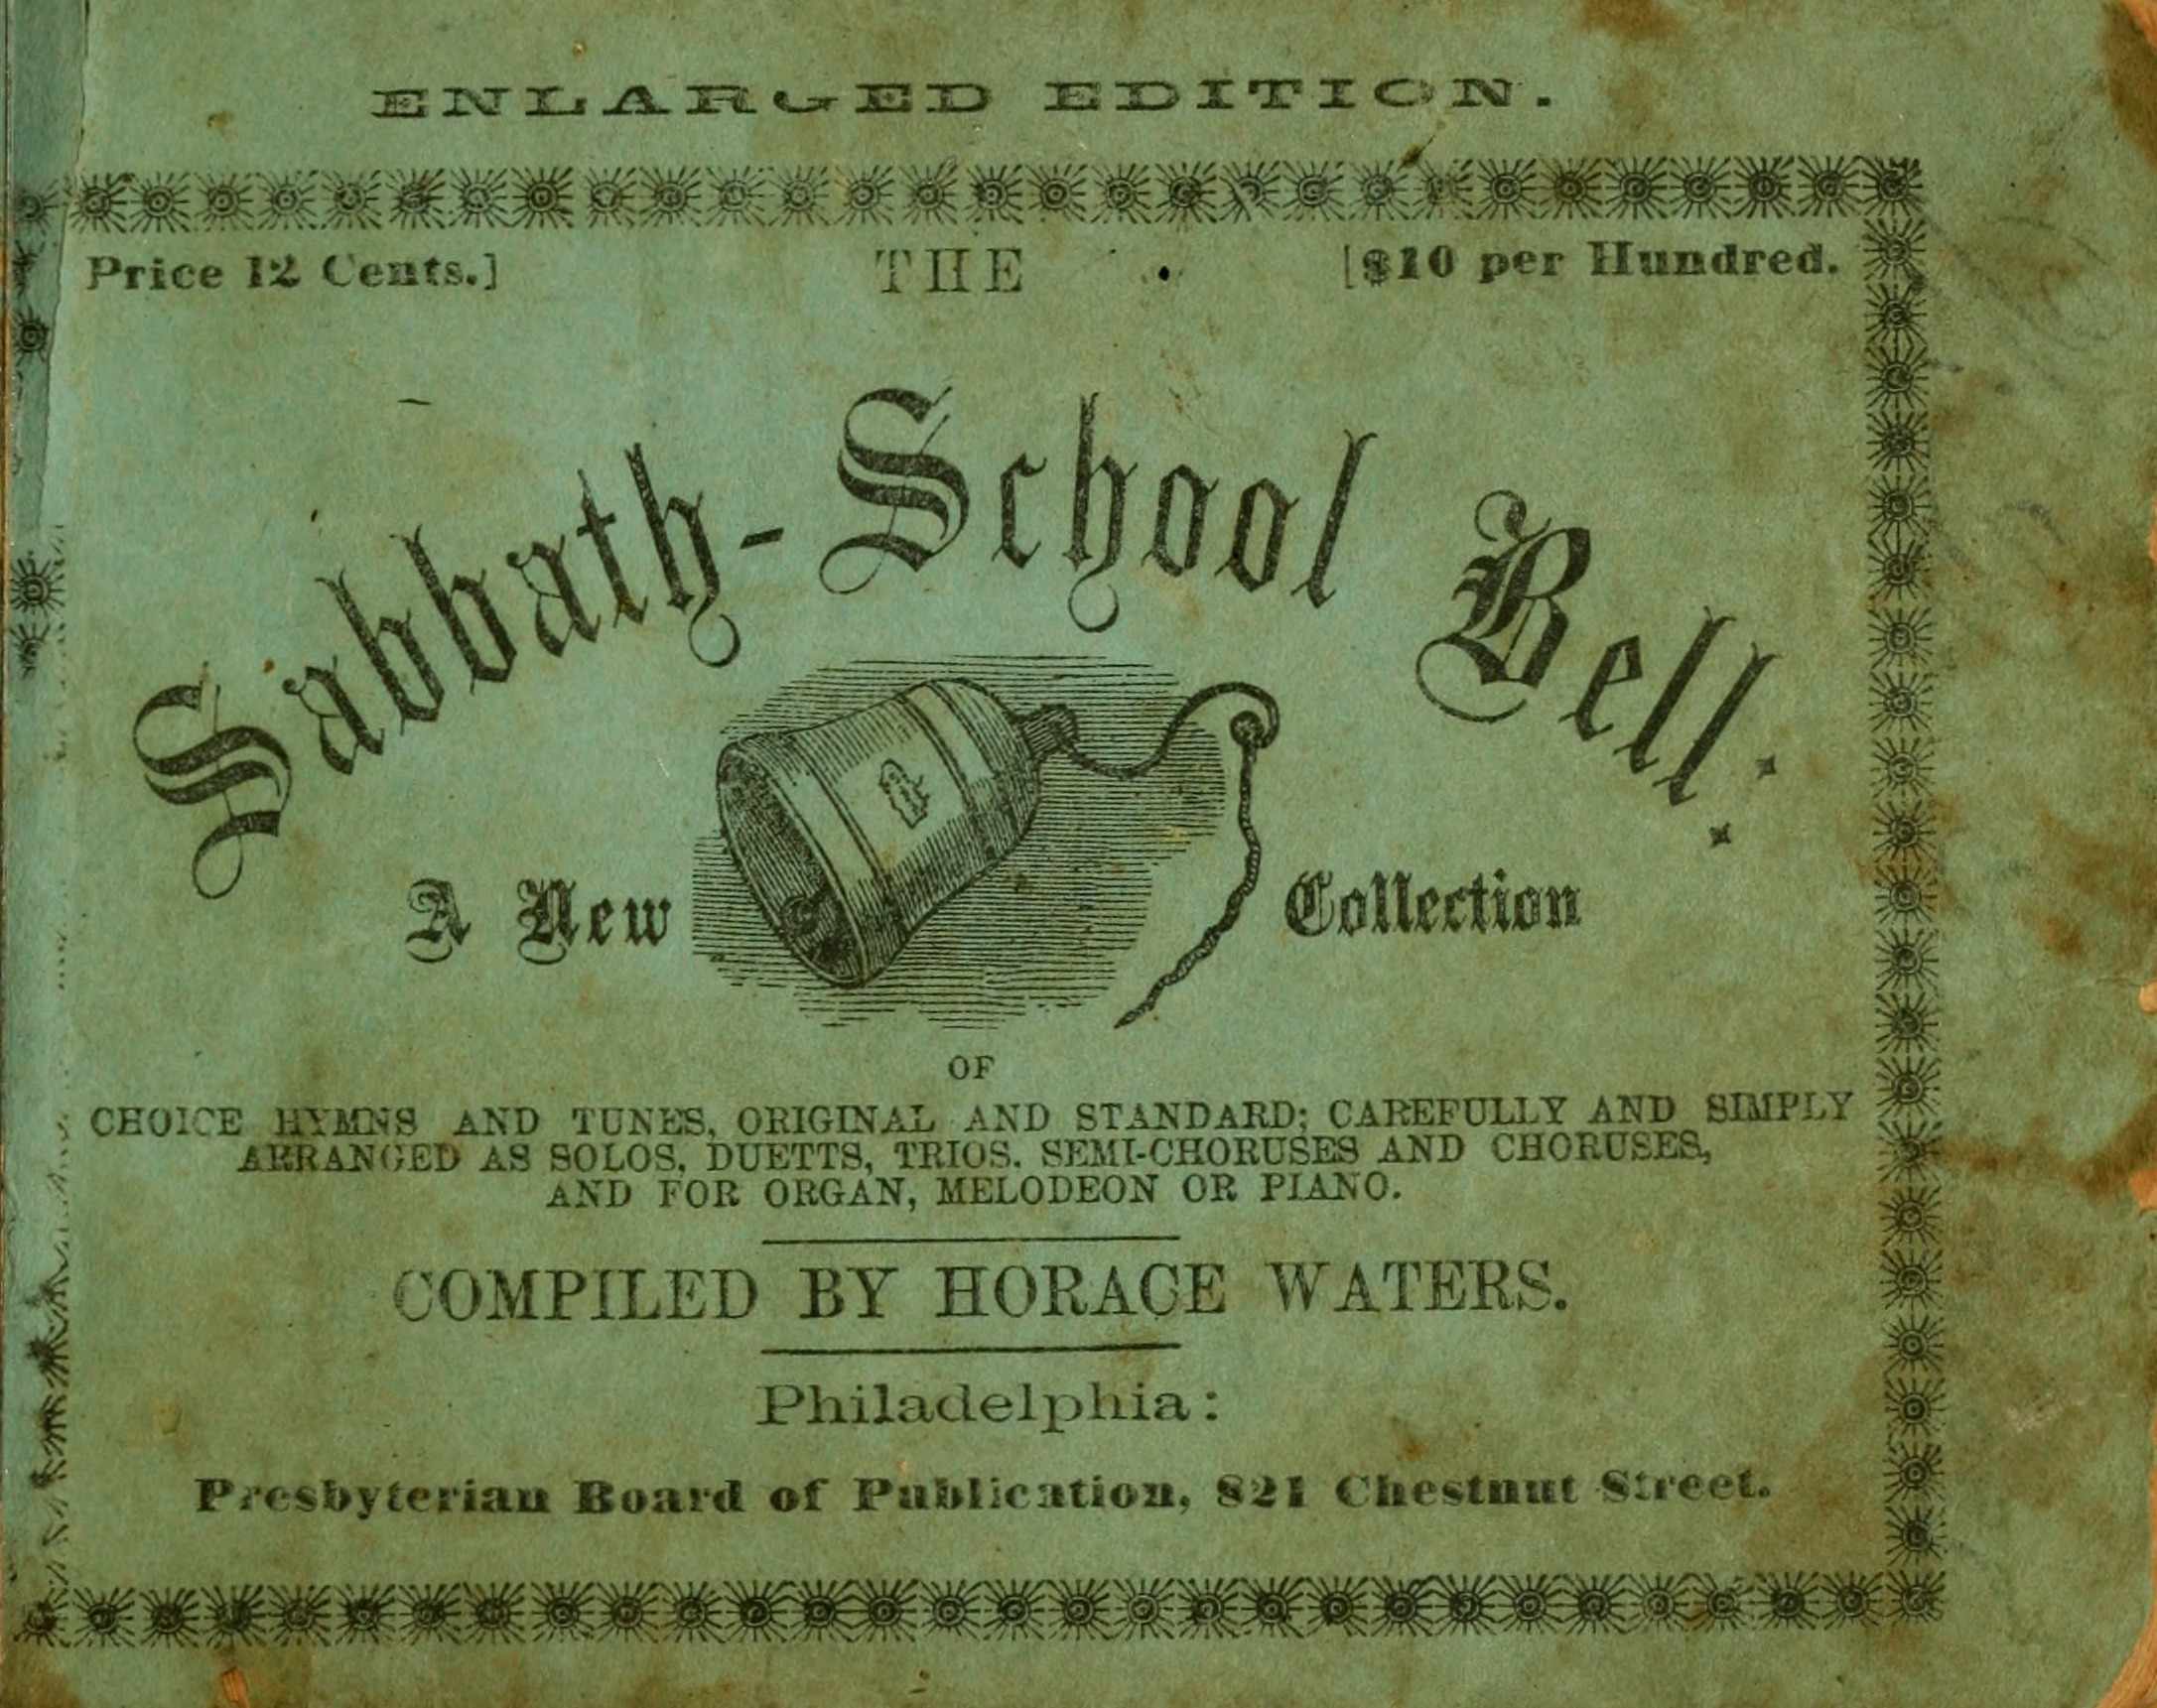 ENLARGED EDITION.
Price 12 Cents.] THE [$10 per Hundred.
Sabbath-School Bell:
A New Collection
OF
CHOICE HYMNS AND TUNES, ORIGINAL AND STANDARD; CAREFULLY AND SIMPLY
ARRANGED AS SOLOS, DUETTS, TRIOS. SEMI-CHORUSES AND CHORUSES,
AND FOR ORGAN, MELODEON OR PIANO.
COMPILED BY HORACE WATERS.
Philadelphia:
Presbyterian Board of Publication, 821 Chestnut Street.